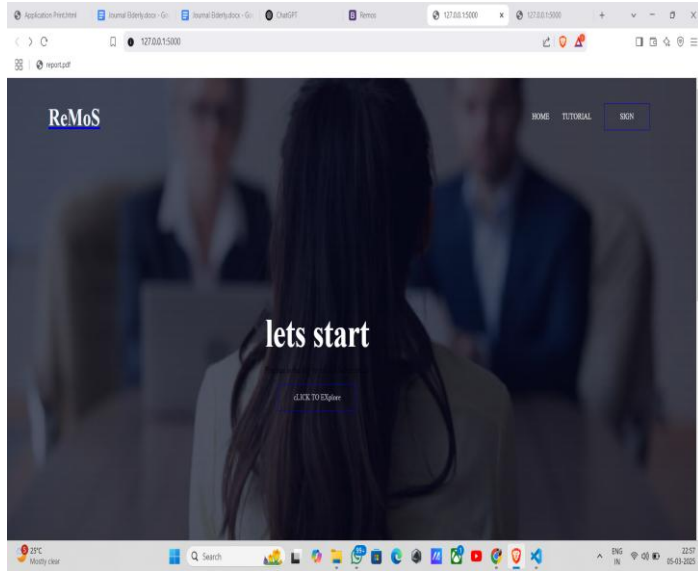 Application Print.html
Journal Elderly.docx - Go
Journal Elderly.docx - Go
ChatGPT
Remos
127.0.0.1:5000
127.0.0.1:5000
127.0.0.1:5000
report.pdf
ReMoS
HOME TUTORIAL SIGN
lets start
cLICK TO EXplore
25°C
Mostly clear
Search
99+
ENG
IN
22:57
05-03-2025